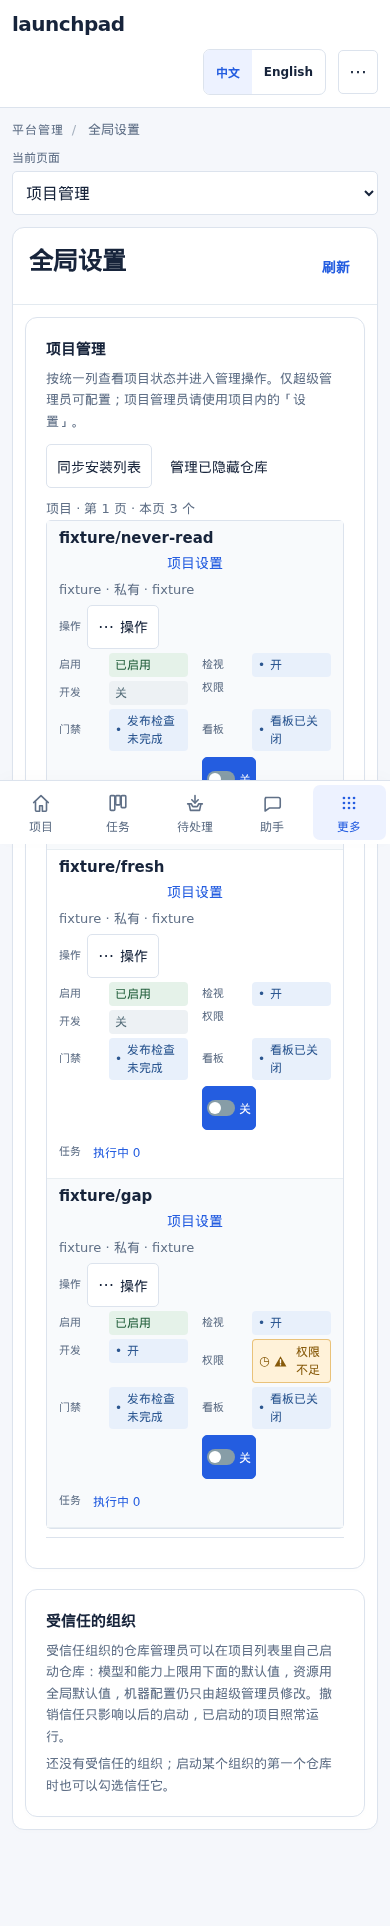 launchpad
中文 English ···
平台管理 / 全局设置
当前页面
项目管理
全局设置
刷新
项目管理
按统一列查看项目状态并进入管理操作。仅超级管
理员可配置；项目管理员请使用项目内的「设
置」。
同步安装列表 管理已隐藏仓库
项目 · 第 1 页 · 本页 3 个
fixture/never-read
项目设置
fixture · 私有 · fixture
操作 ··· 操作
启用 已启用 检视 • 开
开发 关 权限
门禁 • 发布检查
未完成 看板 • 看板已关
闭
关
项目 任务 待处理 助手 更多
fixture/fresh
项目设置
fixture · 私有 · fixture
操作 ··· 操作
启用 已启用 检视 • 开
开发 关 权限
门禁 • 发布检查
未完成 看板 • 看板已关
闭
关
任务 执行中 0
fixture/gap
项目设置
fixture · 私有 · fixture
操作 ··· 操作
启用 已启用 检视 • 开
开发 • 开 权限 权限
不足
门禁 • 发布检查
未完成 看板 • 看板已关
闭
关
任务 执行中 0
受信任的组织
受信任组织的仓库管理员可以在项目列表里自己启
动仓库：模型和能力上限用下面的默认值，资源用
全局默认值，机器配置仍只由超级管理员修改。撤
销信任只影响以后的启动，已启动的项目照常运
行。
还没有受信任的组织；启动某个组织的第一个仓库
时也可以勾选信任它。